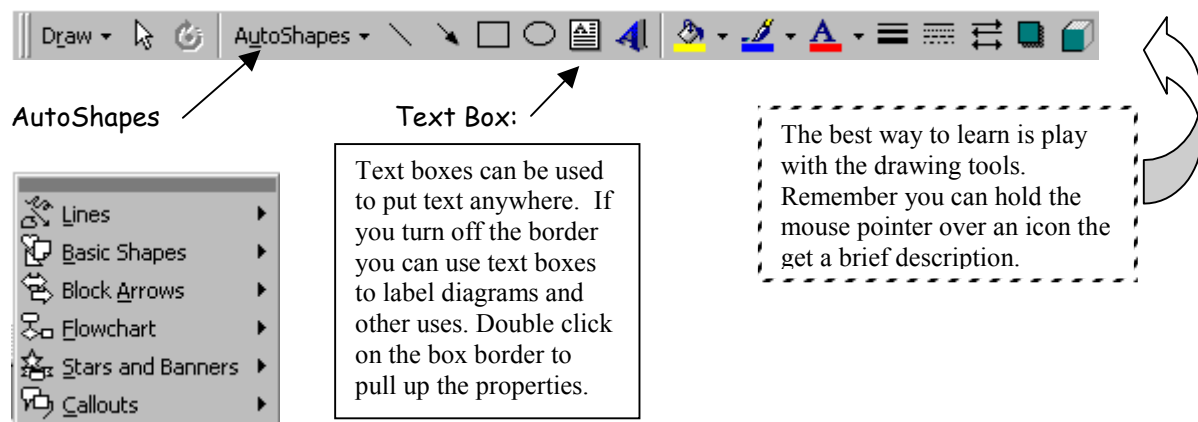 Draw AutoShapes
AutoShapes
Text Box:
Lines
Basic Shapes
Block Arrows
Flowchart
Stars and Banners
Callouts
Text boxes can be used
to put text anywhere. If
you turn off the border
you can use text boxes
to label diagrams and
other uses. Double click
on the box border to
pull up the properties.
The best way to learn is play
with the drawing tools.
Remember you can hold the
mouse pointer over an icon the
get a brief description.